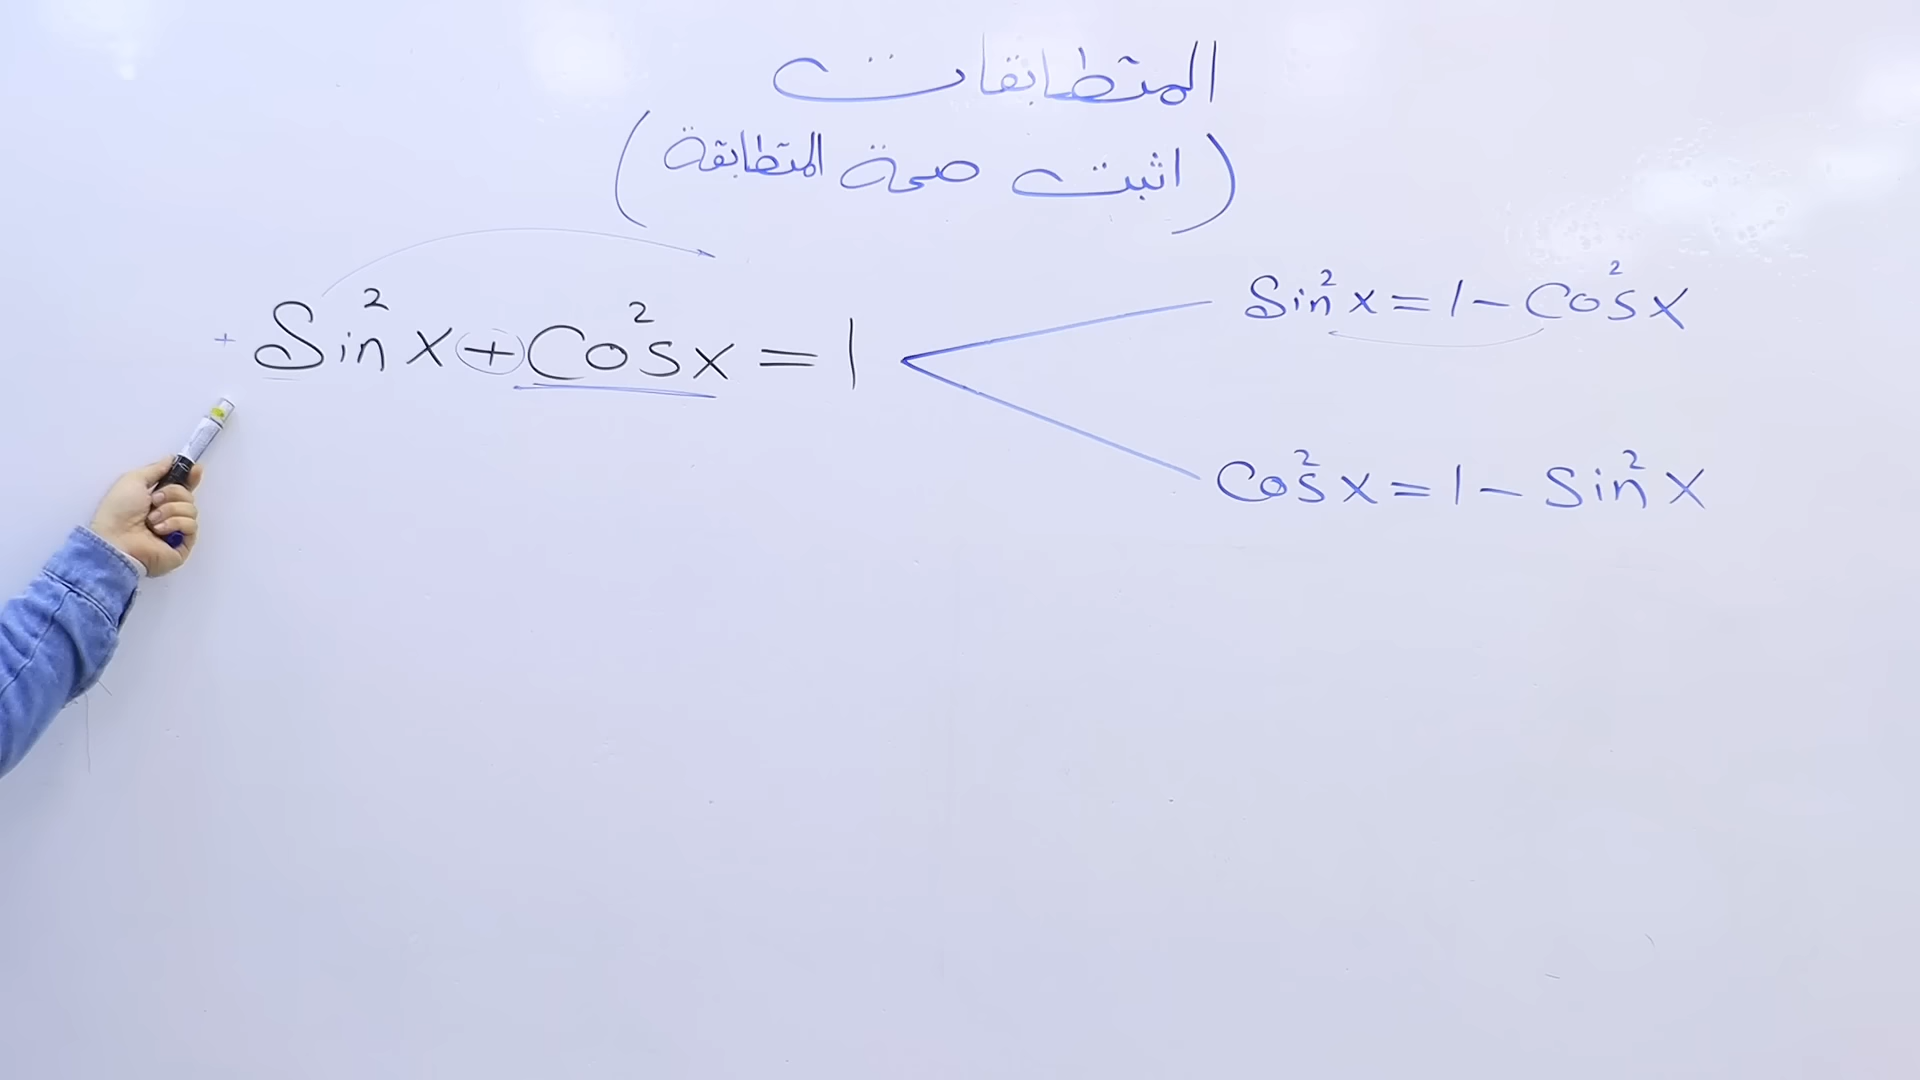 المتطابقات
(اثبت صحة المتطابقة)
+ Sin²x + Cos²x = 1
Sin²x = 1 - Cos²x
Cos²x = 1 - Sin²x